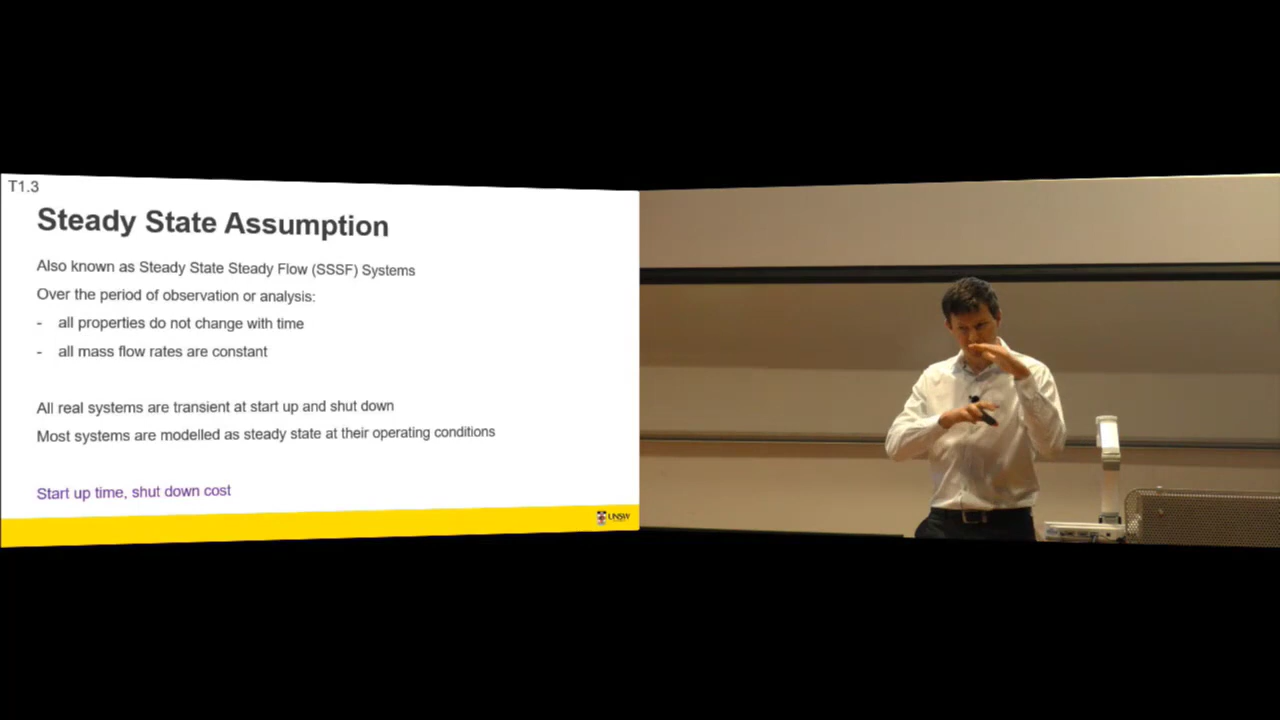 T1.3
Steady State Assumption
Also known as Steady State Steady Flow (SSSF) Systems
Over the period of observation or analysis:
- all properties do not change with time
- all mass flow rates are constant
All real systems are transient at start up and shut down
Most systems are modelled as steady state at their operating conditions
Start up time, shut down cost
UNSW